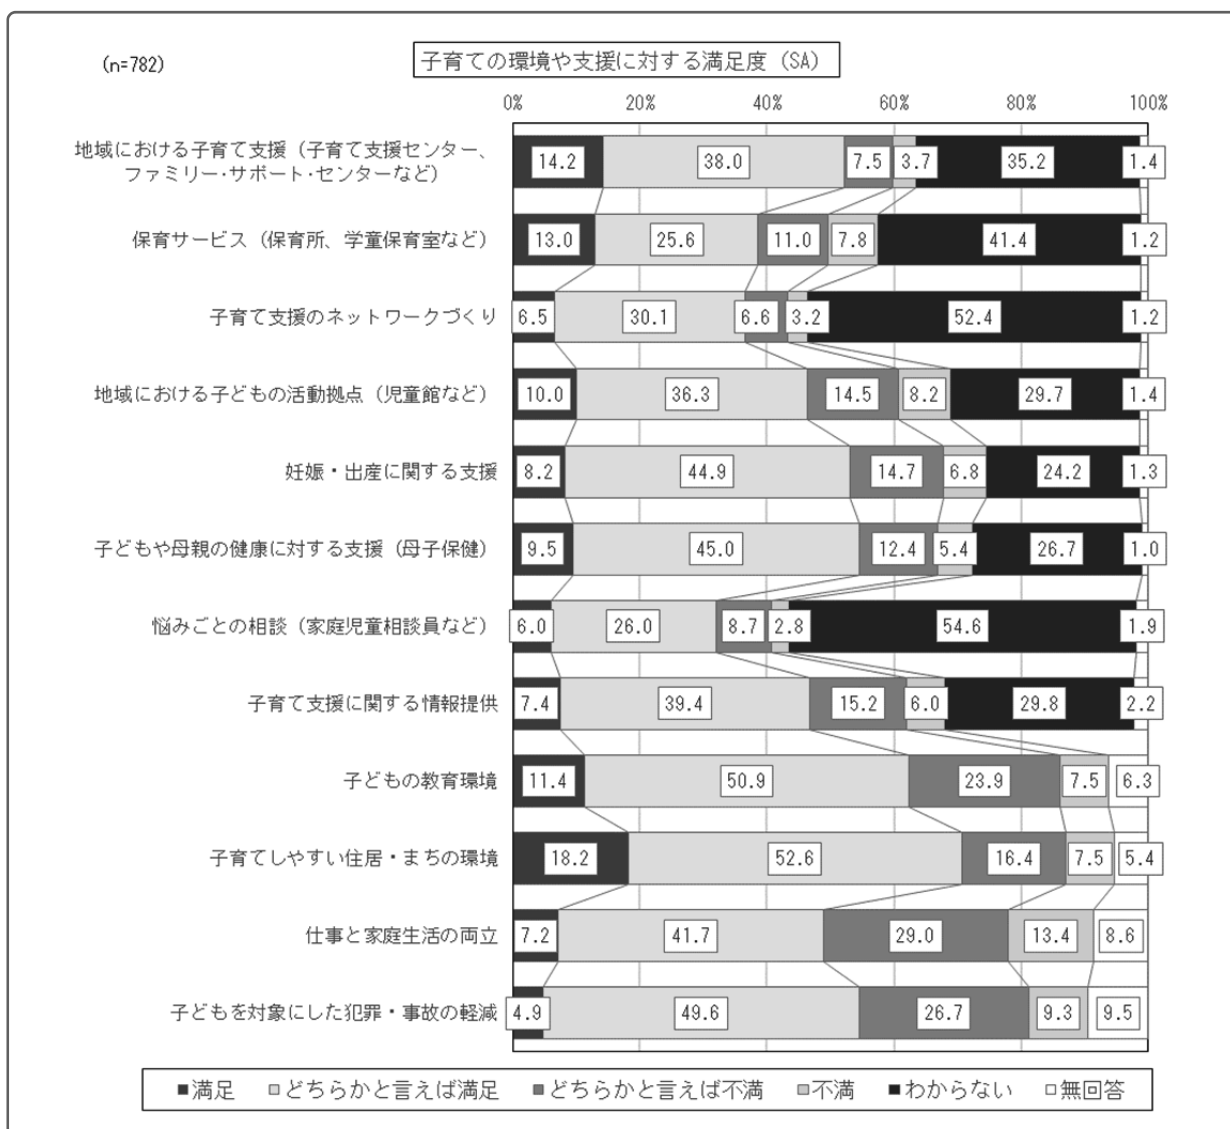 (n=782)
子育ての環境や支援に対する満足度（SA）
0% 20% 40% 60% 80% 100%
地域における子育て支援（子育て支援センター、
ファミリー・サポート・センターなど）
14.2 38.0 7.5 3.7 35.2 1.4
保育サービス（保育所、学童保育室など）
13.0 25.6 11.0 7.8 41.4 1.2
子育て支援のネットワークづくり
6.5 30.1 6.6 3.2 52.4 1.2
地域における子どもの活動拠点（児童館など）
10.0 36.3 14.5 8.2 29.7 1.4
妊娠・出産に関する支援
8.2 44.9 14.7 6.8 24.2 1.3
子どもや母親の健康に対する支援（母子保健）
9.5 45.0 12.4 5.4 26.7 1.0
悩みごとの相談（家庭児童相談員など）
6.0 26.0 8.7 2.8 54.6 1.9
子育て支援に関する情報提供
7.4 39.4 15.2 6.0 29.8 2.2
子どもの教育環境
11.4 50.9 23.9 7.5 6.3
子育てしやすい住居・まちの環境
18.2 52.6 16.4 7.5 5.4
仕事と家庭生活の両立
7.2 41.7 29.0 13.4 8.6
子どもを対象にした犯罪・事故の軽減
4.9 49.6 26.7 9.3 9.5
満足 どちらかと言えば満足 どちらかと言えば不満 不満 わからない 無回答